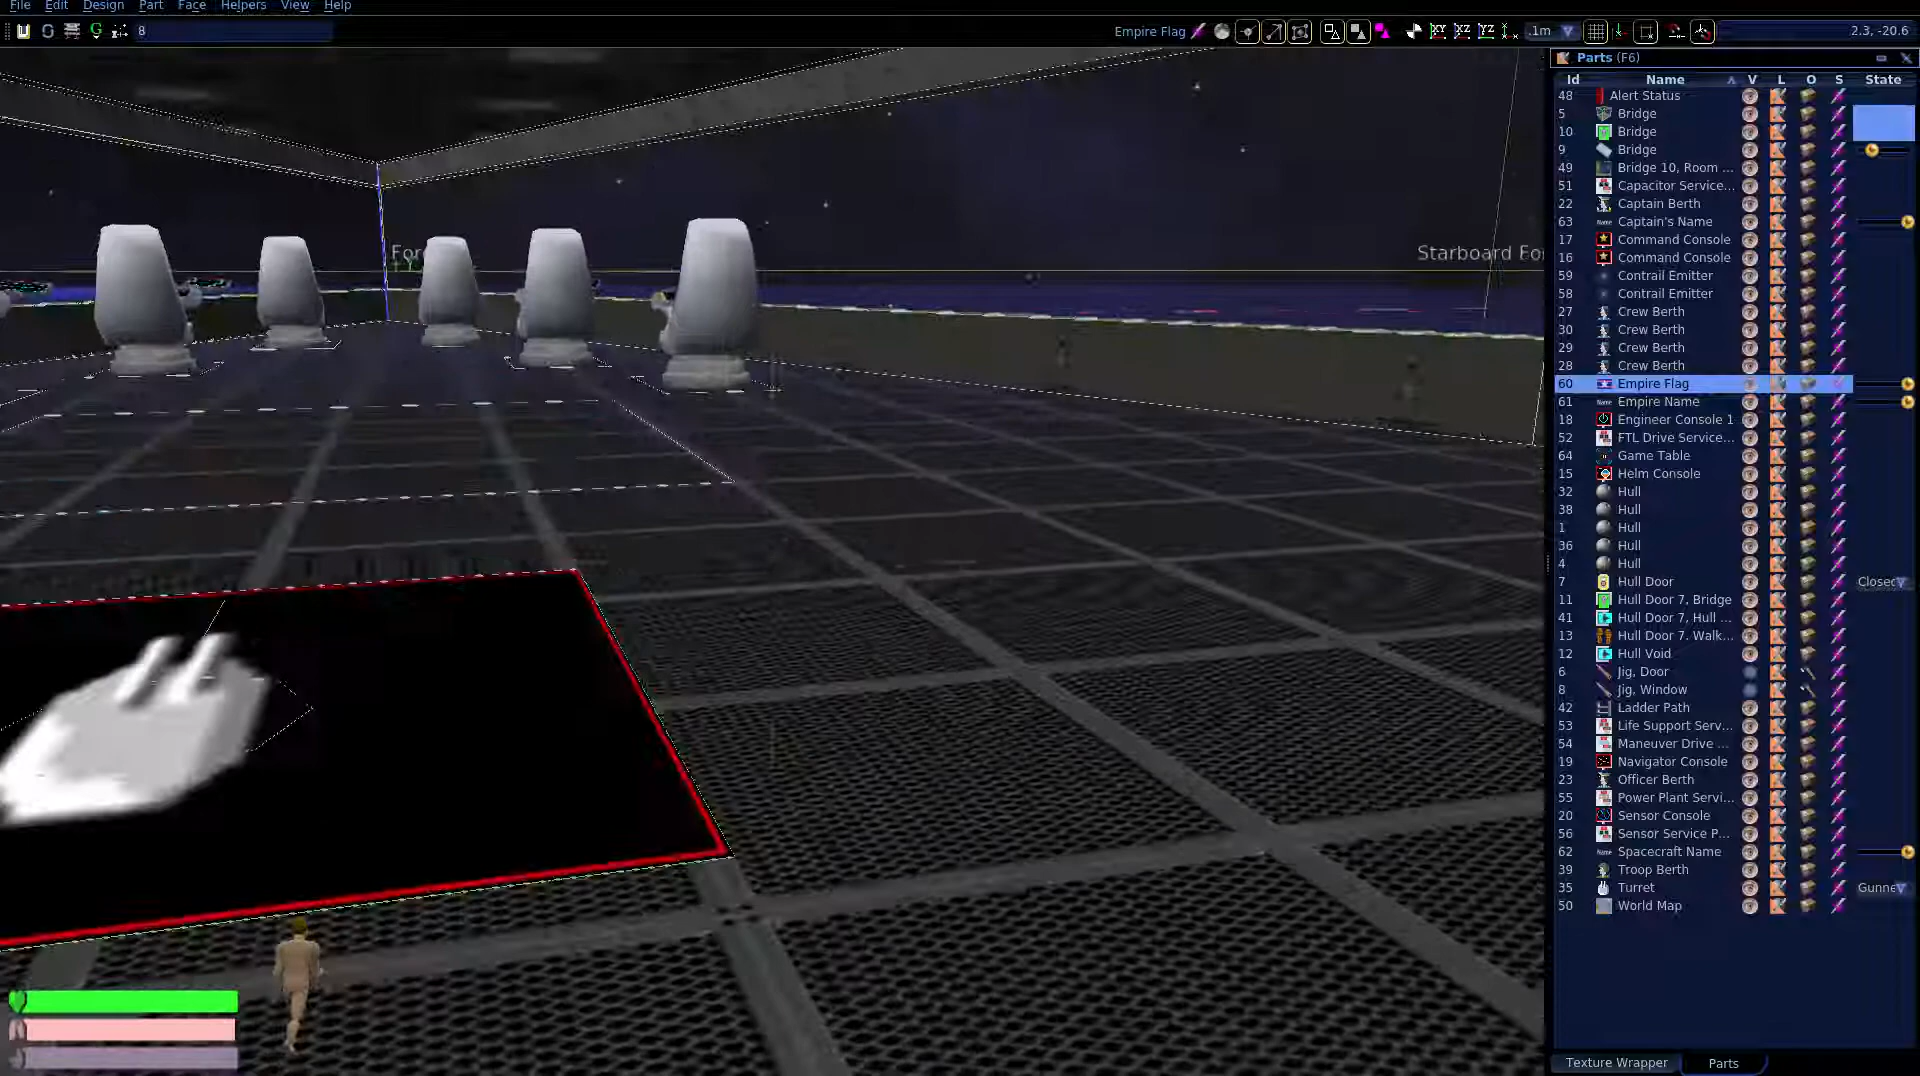 File Edit Design Part Face Helpers View Help
8 Empire Flag XY XZ YZ .1m 2.3, -20.6
Parts (F6)
Id Name V L O S State
48 Alert Status
5 Bridge
10 Bridge
9 Bridge
49 Bridge 10, Room ...
51 Capacitor Service...
22 Captain Berth
63 Captain's Name
17 Command Console
16 Command Console
59 Contrail Emitter
58 Contrail Emitter
27 Crew Berth
30 Crew Berth
29 Crew Berth
28 Crew Berth
60 Empire Flag
61 Empire Name
18 Engineer Console 1
52 FTL Drive Service...
64 Game Table
15 Helm Console
32 Hull
38 Hull
1 Hull
36 Hull
4 Hull
7 Hull Door Closed
11 Hull Door 7, Bridge
41 Hull Door 7, Hull ...
13 Hull Door 7. Walk...
12 Hull Void
6 Jig, Door
8 Jig, Window
42 Ladder Path
53 Life Support Serv...
54 Maneuver Drive ...
19 Navigator Console
23 Officer Berth
55 Power Plant Servi...
20 Sensor Console
56 Sensor Service P...
62 Spacecraft Name
39 Troop Berth
35 Turret Gunne
50 World Map
For
Starboard Fo
Texture Wrapper Parts